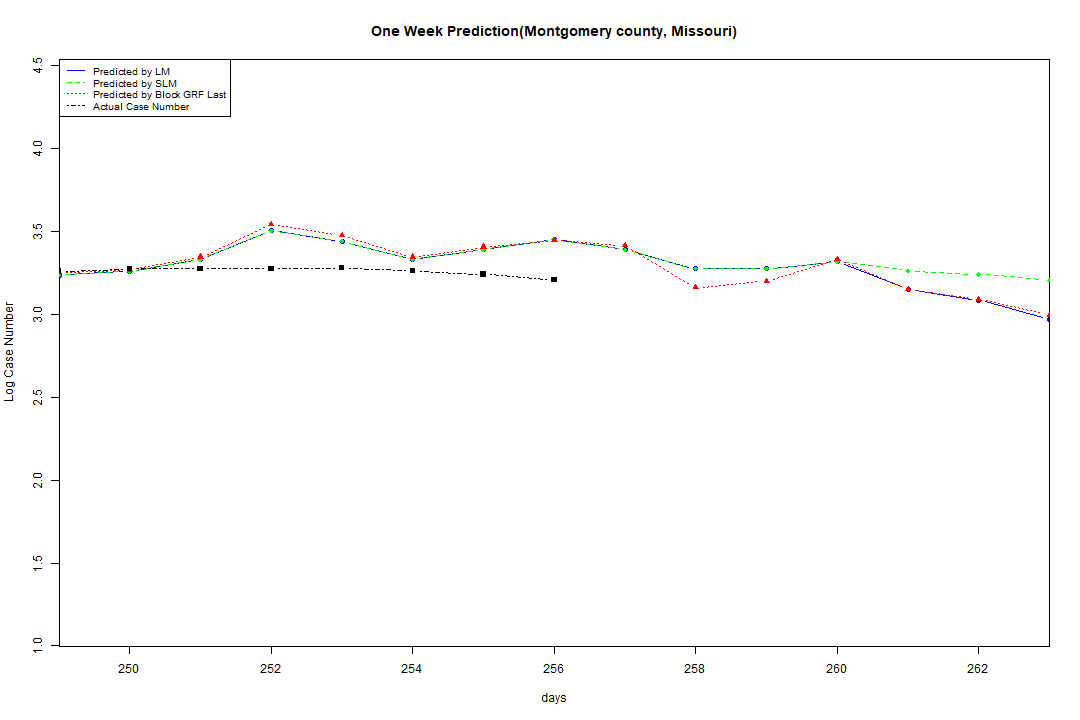 One Week Prediction(Montgomery county, Missouri)
Predicted by LM
Predicted by SLM
Predicted by Block GRF Last
Actual Case Number
4.5
4.0
3.5
3.0
2.5
2.0
1.5
1.0
Log Case Number
250 252 254 256 258 260 262
days